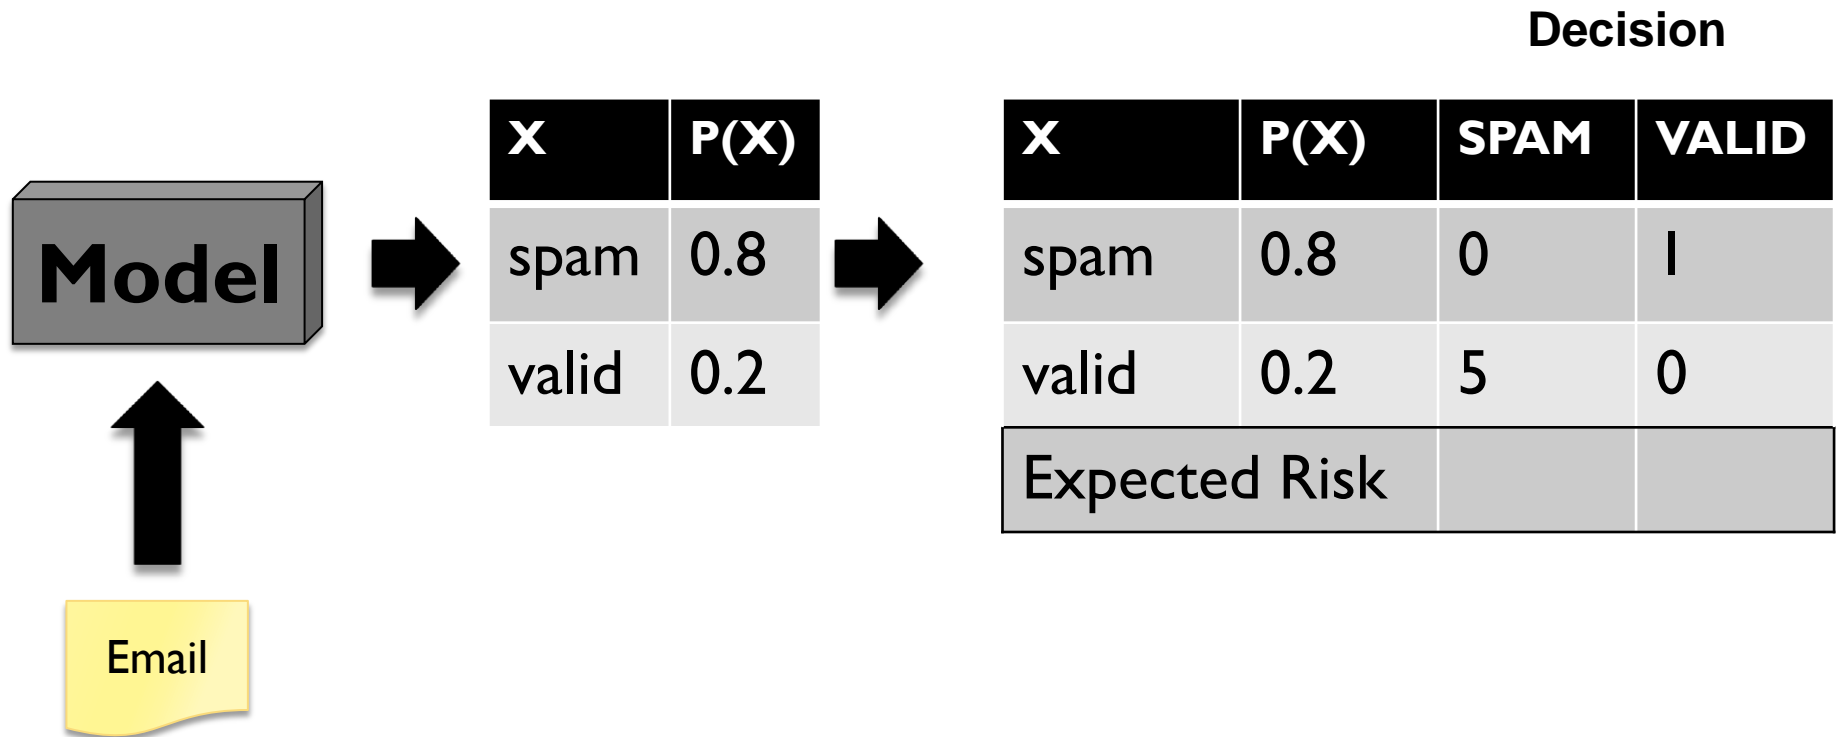 Decision
Model
Email
X P(X)
spam 0.8
valid 0.2
X P(X) SPAM VALID
spam 0.8 0 1
valid 0.2 5 0
Expected Risk